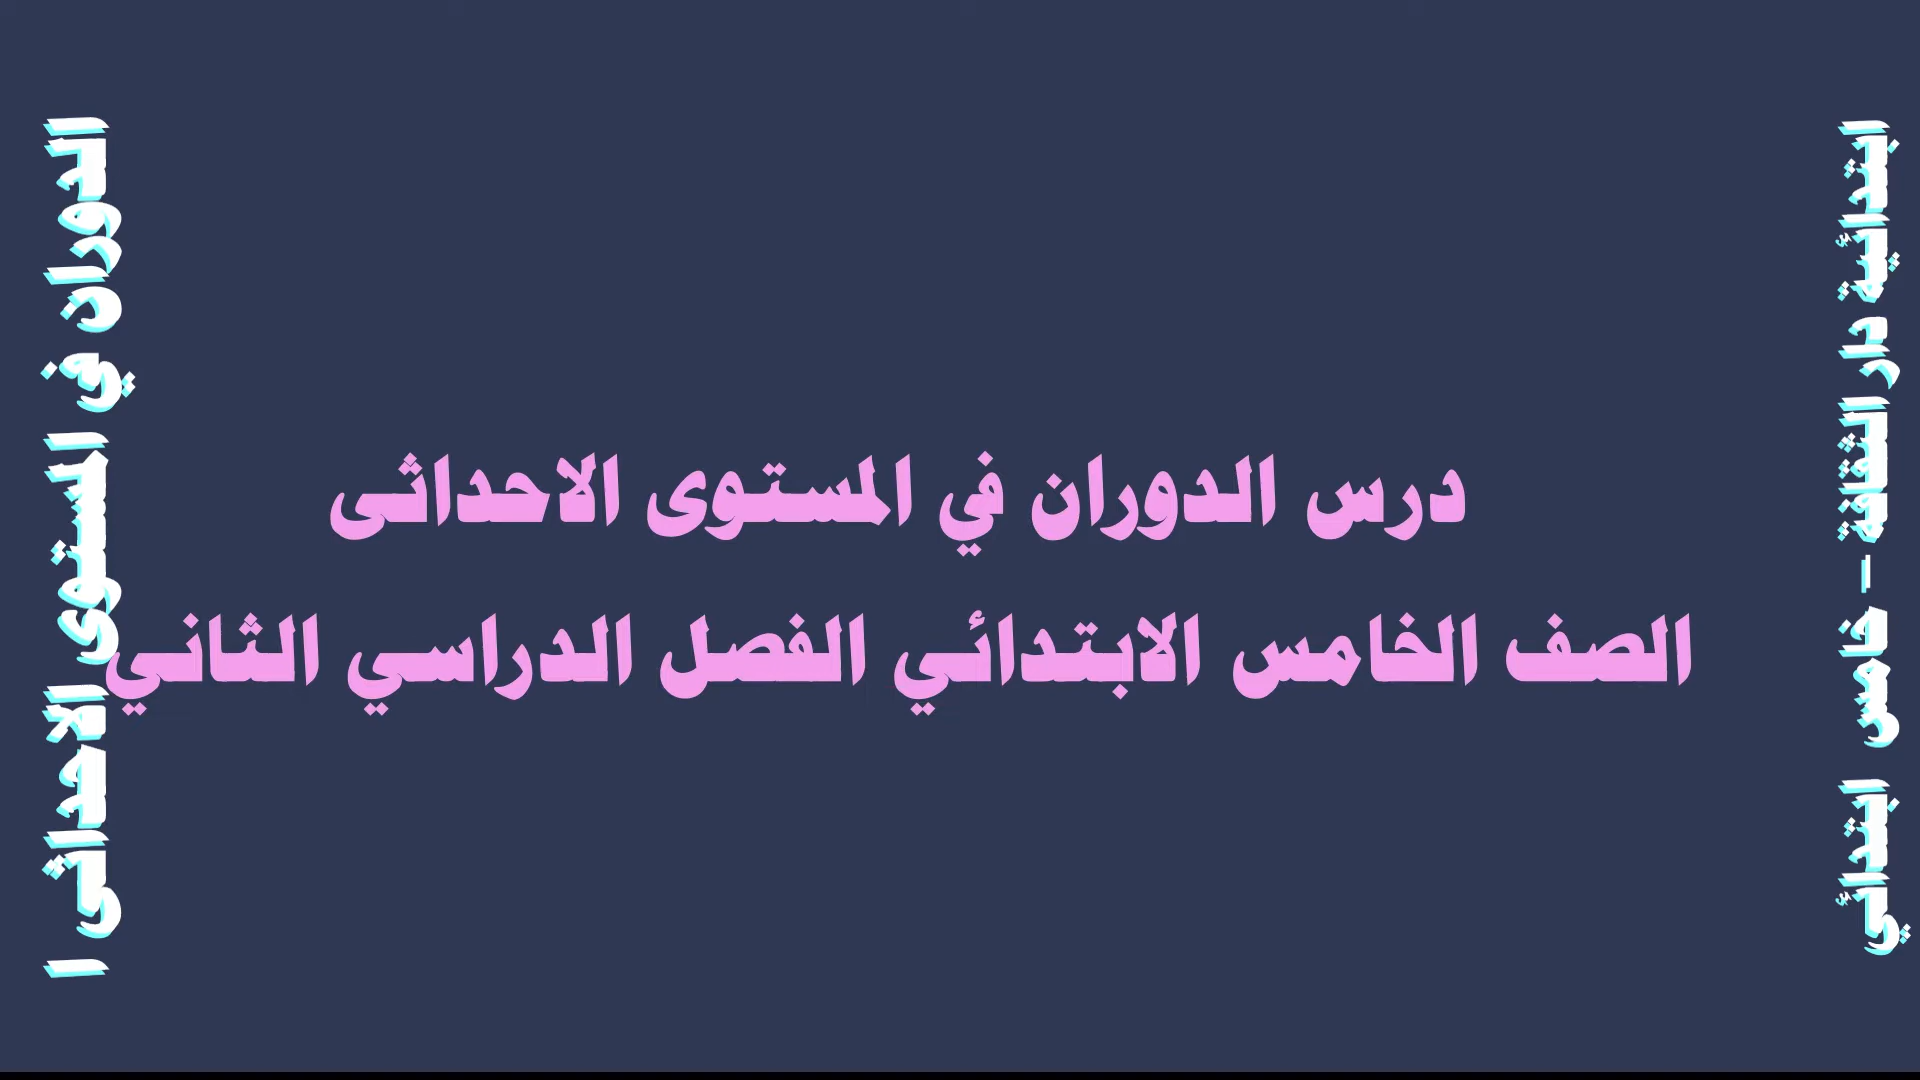 درس الدوران في المستوى الاحداثى
الصف الخامس الابتدائي الفصل الدراسي الثاني
ابتدائية دار الثقافة – خامس ابتدائي
الدوران في المستوى الاحداثى ا